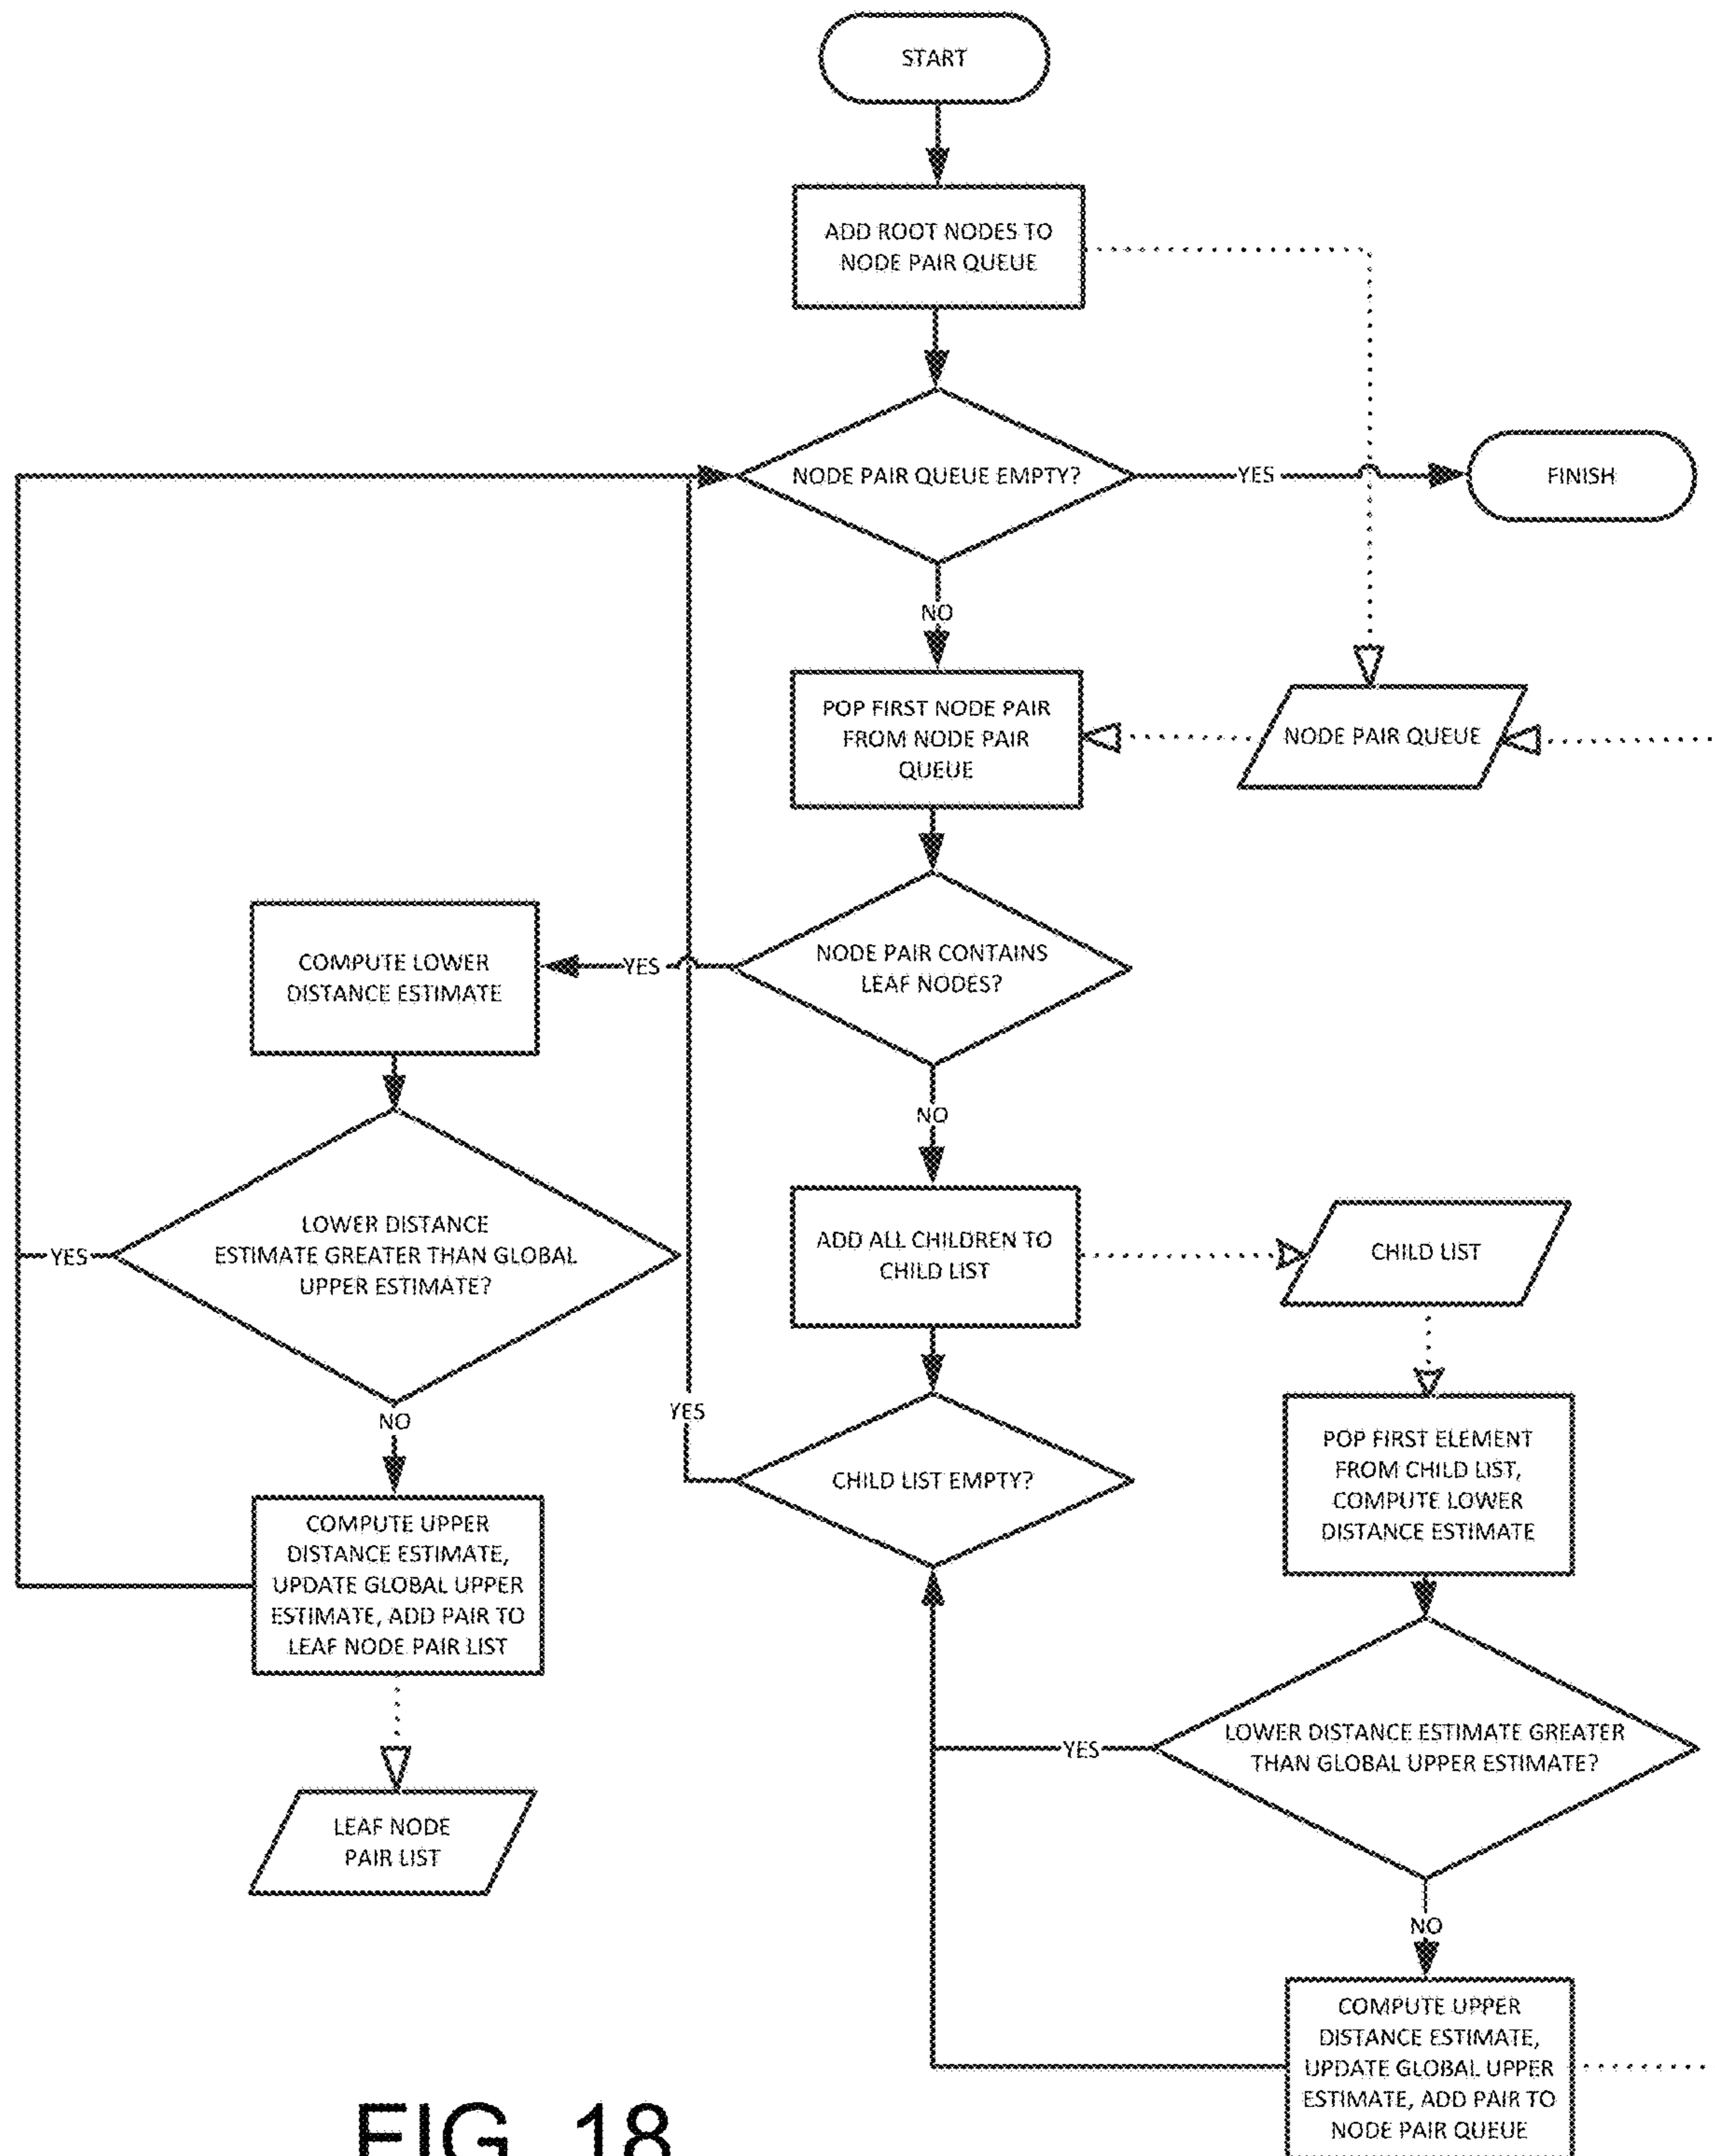 START
ADD ROOT NODES TO
NODE PAIR QUEUE
NODE PAIR QUEUE EMPTY?
YES
FINISH
NO
POP FIRST NODE PAIR
FROM NODE PAIR
QUEUE
NODE PAIR QUEUE
NODE PAIR CONTAINS
LEAF NODES?
YES
COMPUTE LOWER
DISTANCE ESTIMATE
NO
LOWER DISTANCE
ESTIMATE GREATER THAN GLOBAL
UPPER ESTIMATE?
YES
ADD ALL CHILDREN TO
CHILD LIST
CHILD LIST
NO
YES
CHILD LIST EMPTY?
POP FIRST ELEMENT
FROM CHILD LIST,
COMPUTE LOWER
DISTANCE ESTIMATE
COMPUTE UPPER
DISTANCE ESTIMATE,
UPDATE GLOBAL UPPER
ESTIMATE, ADD PAIR TO
LEAF NODE PAIR LIST
LOWER DISTANCE ESTIMATE GREATER
THAN GLOBAL UPPER ESTIMATE?
YES
LEAF NODE
PAIR LIST
NO
COMPUTE UPPER
DISTANCE ESTIMATE,
UPDATE GLOBAL UPPER
ESTIMATE, ADD PAIR TO
NODE PAIR QUEUE
FIG. 18